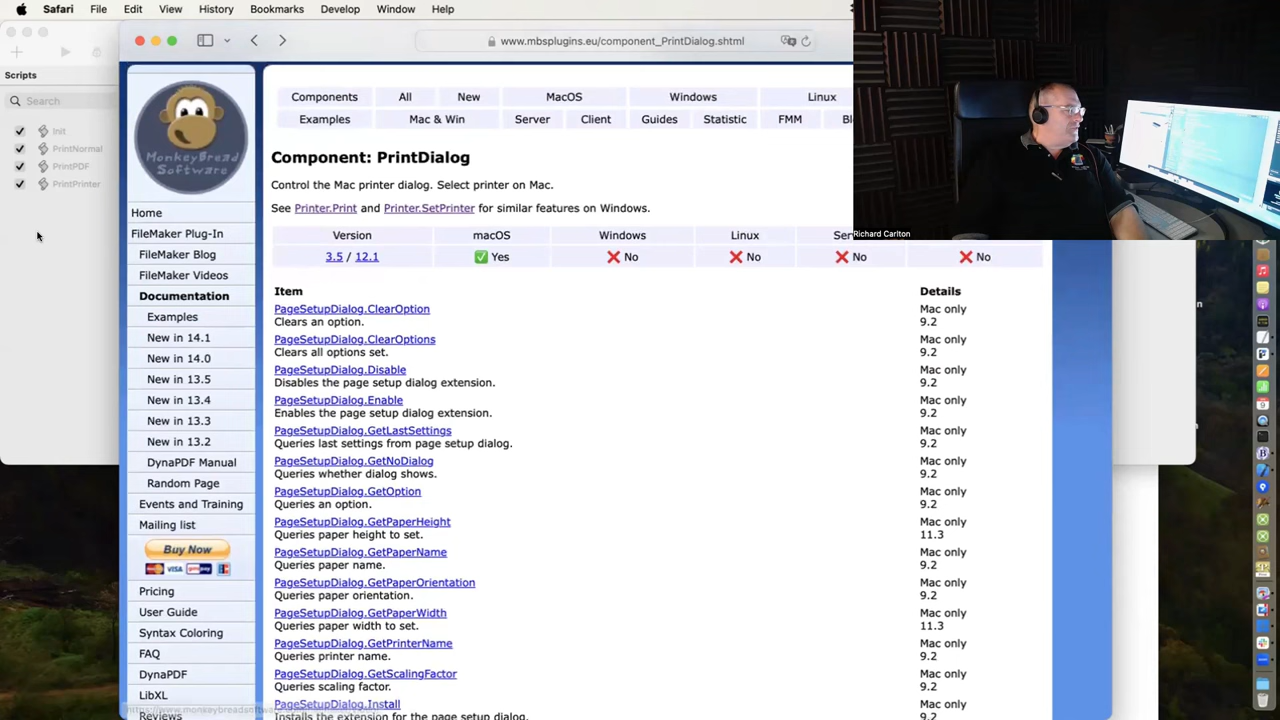 Safari File Edit View History Bookmarks Develop Window Help
www.mbsplugins.eu/component_PrintDialog.shtml
Scripts
Search
Init
PrintNormal
PrintPDF
PrintPrinter
MONKEYBREAD SOFTWARE
Home
FileMaker Plug-In
FileMaker Blog
FileMaker Videos
Documentation
Examples
New in 14.1
New in 14.0
New in 13.5
New in 13.4
New in 13.3
New in 13.2
DynaPDF Manual
Random Page
Events and Training
Mailing list
Buy Now
VISA
Pricing
User Guide
Syntax Coloring
FAQ
DynaPDF
LibXL
Reviews
Components All New MacOS Windows Linux
Examples Mac & Win Server Client Guides Statistic FMM
Component: PrintDialog
Control the Mac printer dialog. Select printer on Mac.
See Printer.Print and Printer.SetPrinter for similar features on Windows.
Version macOS Windows Linux
3.5 / 12.1 Yes No No No No
Item Details
PageSetupDialog.ClearOption Mac only
Clears an option. 9.2
PageSetupDialog.ClearOptions Mac only
Clears all options set. 9.2
PageSetupDialog.Disable Mac only
Disables the page setup dialog extension. 9.2
PageSetupDialog.Enable Mac only
Enables the page setup dialog extension. 9.2
PageSetupDialog.GetLastSettings Mac only
Queries last settings from page setup dialog. 9.2
PageSetupDialog.GetNoDialog Mac only
Queries whether dialog shows. 9.2
PageSetupDialog.GetOption Mac only
Queries an option. 9.2
PageSetupDialog.GetPaperHeight Mac only
Queries paper height to set. 11.3
PageSetupDialog.GetPaperName Mac only
Queries paper name. 9.2
PageSetupDialog.GetPaperOrientation Mac only
Queries paper orientation. 9.2
PageSetupDialog.GetPaperWidth Mac only
Queries paper width to set. 11.3
PageSetupDialog.GetPrinterName Mac only
Queries printer name. 9.2
PageSetupDialog.GetScalingFactor Mac only
Queries scaling factor. 9.2
PageSetupDialog.Install Mac only
Installs the extension for the page setup dialog. 9.2
Richard Carlton